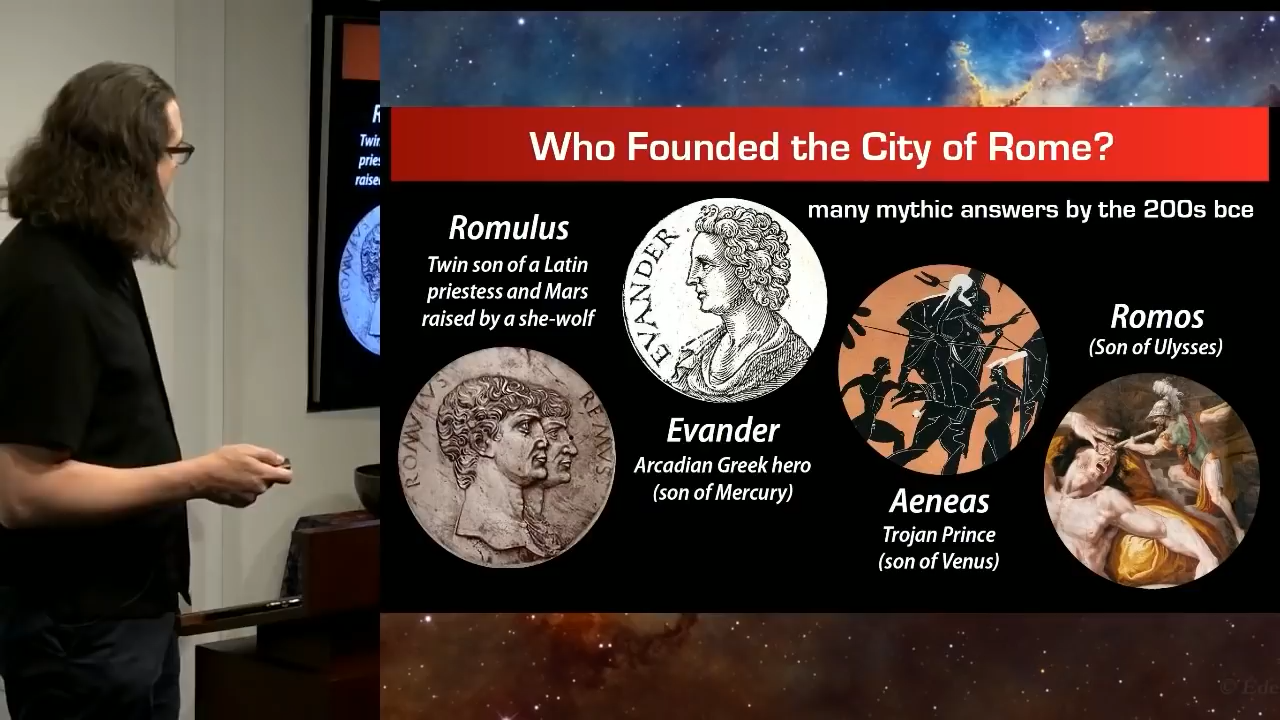 Who Founded the City of Rome?
many mythic answers by the 200s bce
Romulus
Twin son of a Latin
priestess and Mars
raised by a she-wolf
ROMVLVS
REMVS
EVANDER
Evander
Arcadian Greek hero
(son of Mercury)
Aeneas
Trojan Prince
(son of Venus)
Romos
(Son of Ulysses)